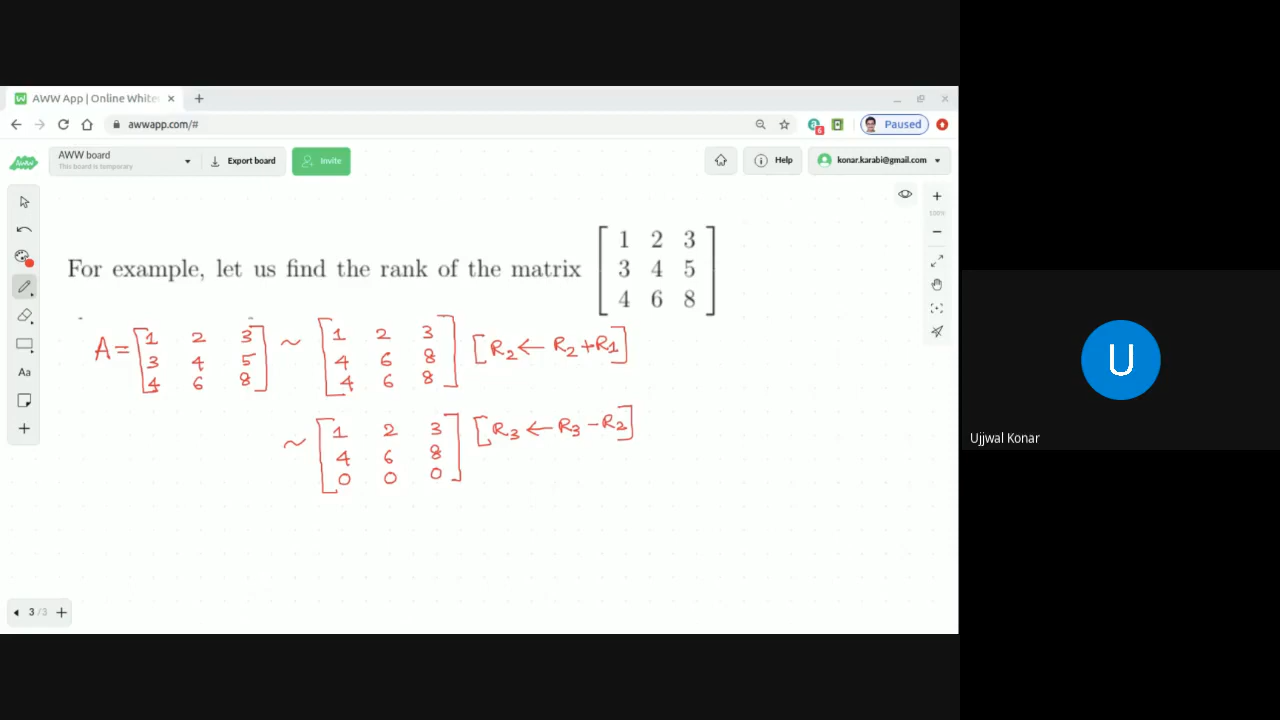 AWW App | Online White
awwapp.com/#
6
Paused
AWW board
This board is temporary
Export board
Invite
Help
konar.karabi@gmail.com
100%
For example, let us find the rank of the matrix [ 1 2 3
3 4 5
4 6 8 ]
A = [ 1 2 3
3 4 5
4 6 8 ] ~ [ 1 2 3
4 6 8
4 6 8 ] [R2 ← R2 + R1]
~ [ 1 2 3
4 6 8
0 0 0 ] [R3 ← R3 - R2]
Aa
3 / 3
U
Ujjwal Konar